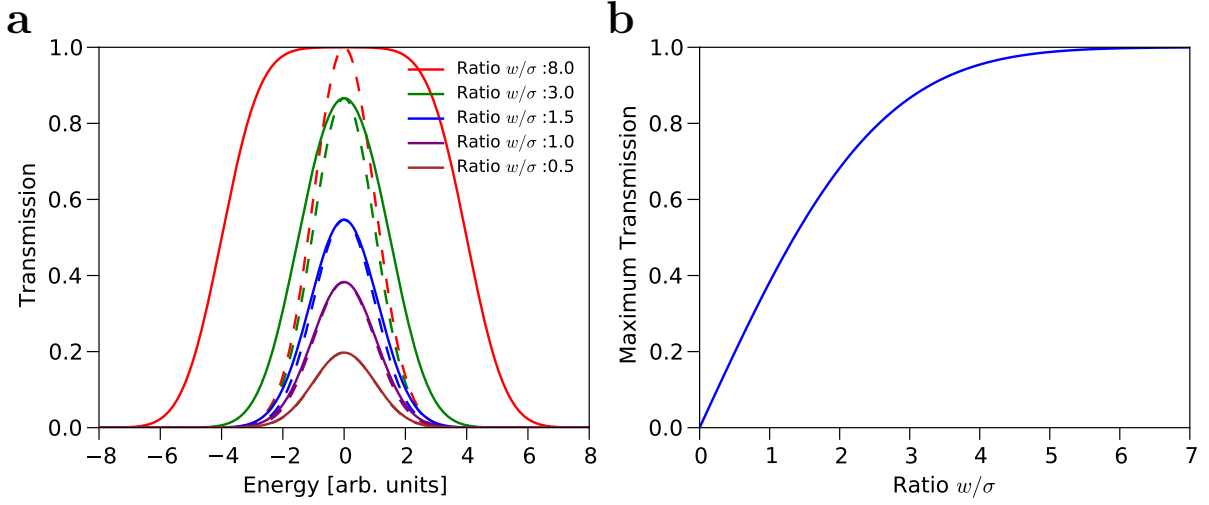 a
1.0
0.8
0.6
0.4
0.2
0.0
Transmission
Ratio w/σ :8.0
Ratio w/σ :3.0
Ratio w/σ :1.5
Ratio w/σ :1.0
Ratio w/σ :0.5
−8 −6 −4 −2 0 2 4 6 8
Energy [arb. units]
b
1.0
0.8
0.6
0.4
0.2
0.0
Maximum Transmission
0 1 2 3 4 5 6 7
Ratio w/σ